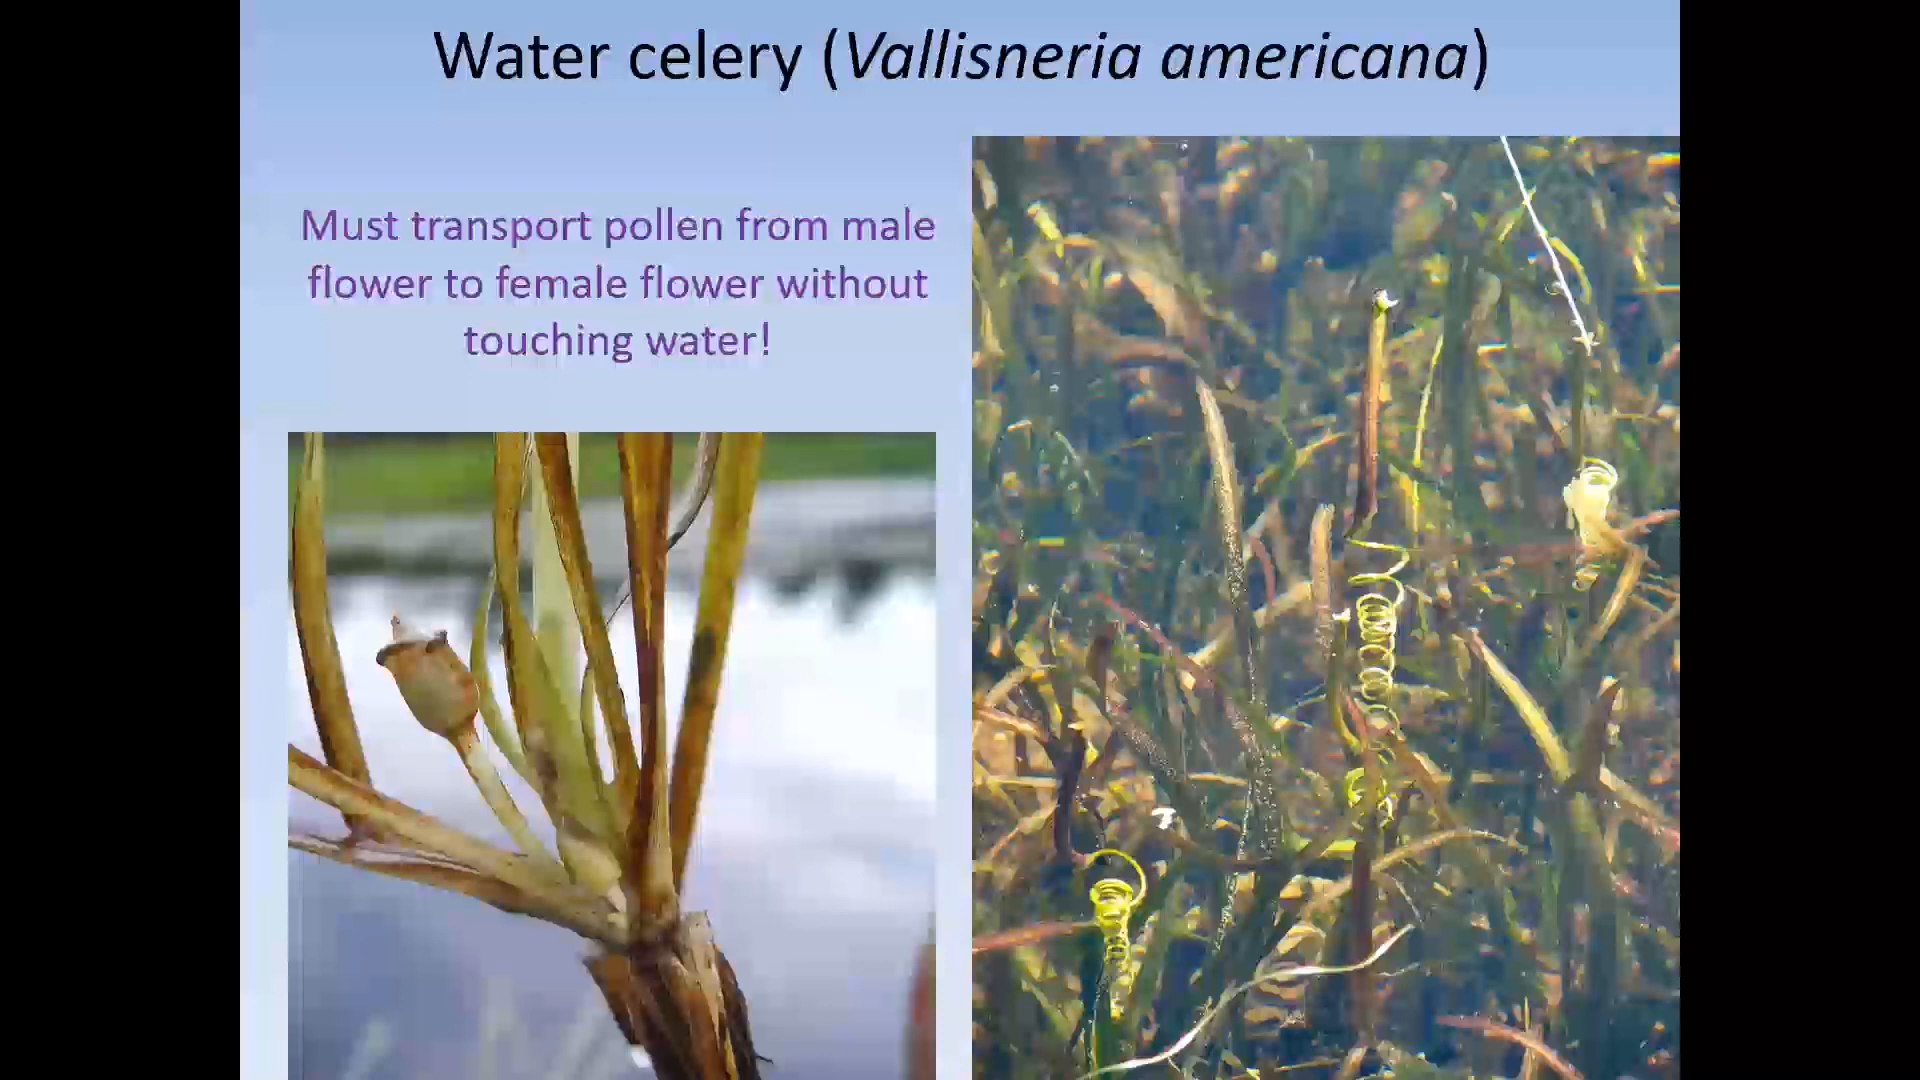 Water celery (Vallisneria americana)
Must transport pollen from male
flower to female flower without
touching water!